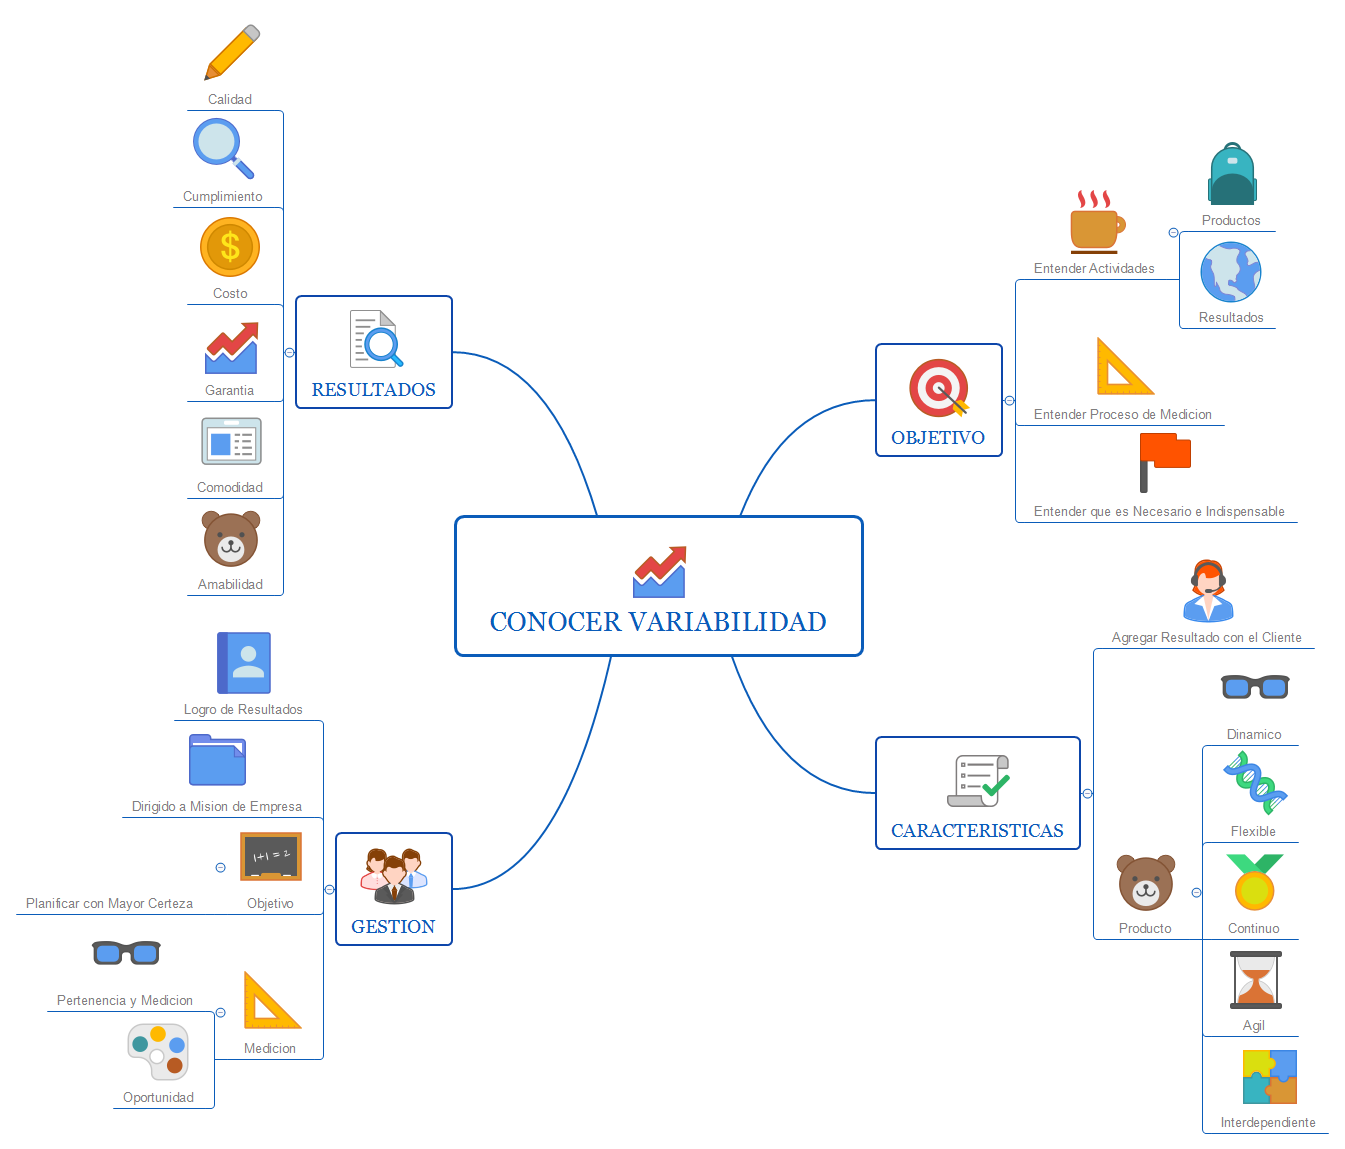 CONOCER VARIABILIDAD
OBJETIVO
Entender Actividades
Productos
Resultados
Entender Proceso de Medicion
Entender que es Necesario e Indispensable
CARACTERISTICAS
Agregar Resultado con el Cliente
Producto
Dinamico
Flexible
Continuo
Agil
Interdependiente
RESULTADOS
Calidad
Cumplimiento
$
Costo
Garantia
Comodidad
Amabilidad
GESTION
Logro de Resultados
Dirigido a Mision de Empresa
1+1=2
Objetivo
Planificar con Mayor Certeza
Medicion
Pertenencia y Medicion
Oportunidad